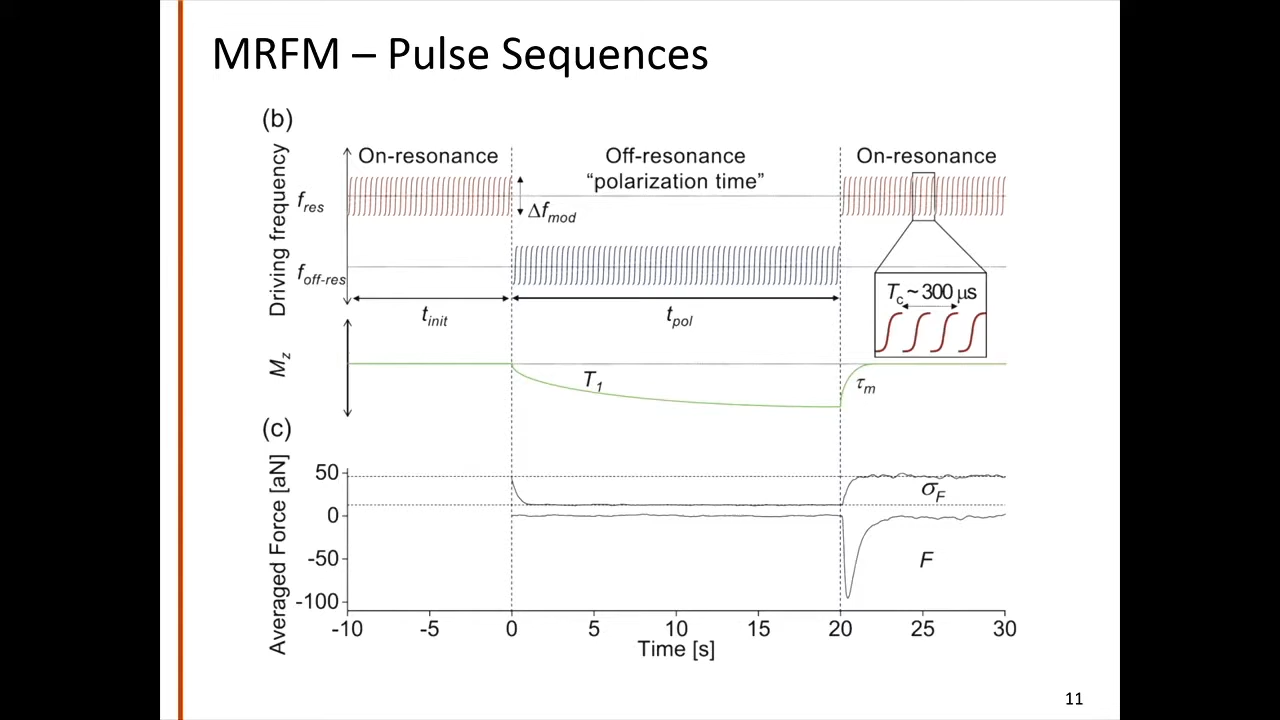 MRFM – Pulse Sequences
(b)
Driving frequency
On-resonance
Off-resonance
On-resonance
“polarization time”
f_res
Δf_mod
f_off-res
T_c ~ 300 μs
t_init
t_pol
M_z
T_1
τ_m
(c)
Averaged Force [aN]
50
0
-50
-100
σ_F
F
-10
-5
0
5
10
15
20
25
30
Time [s]
11